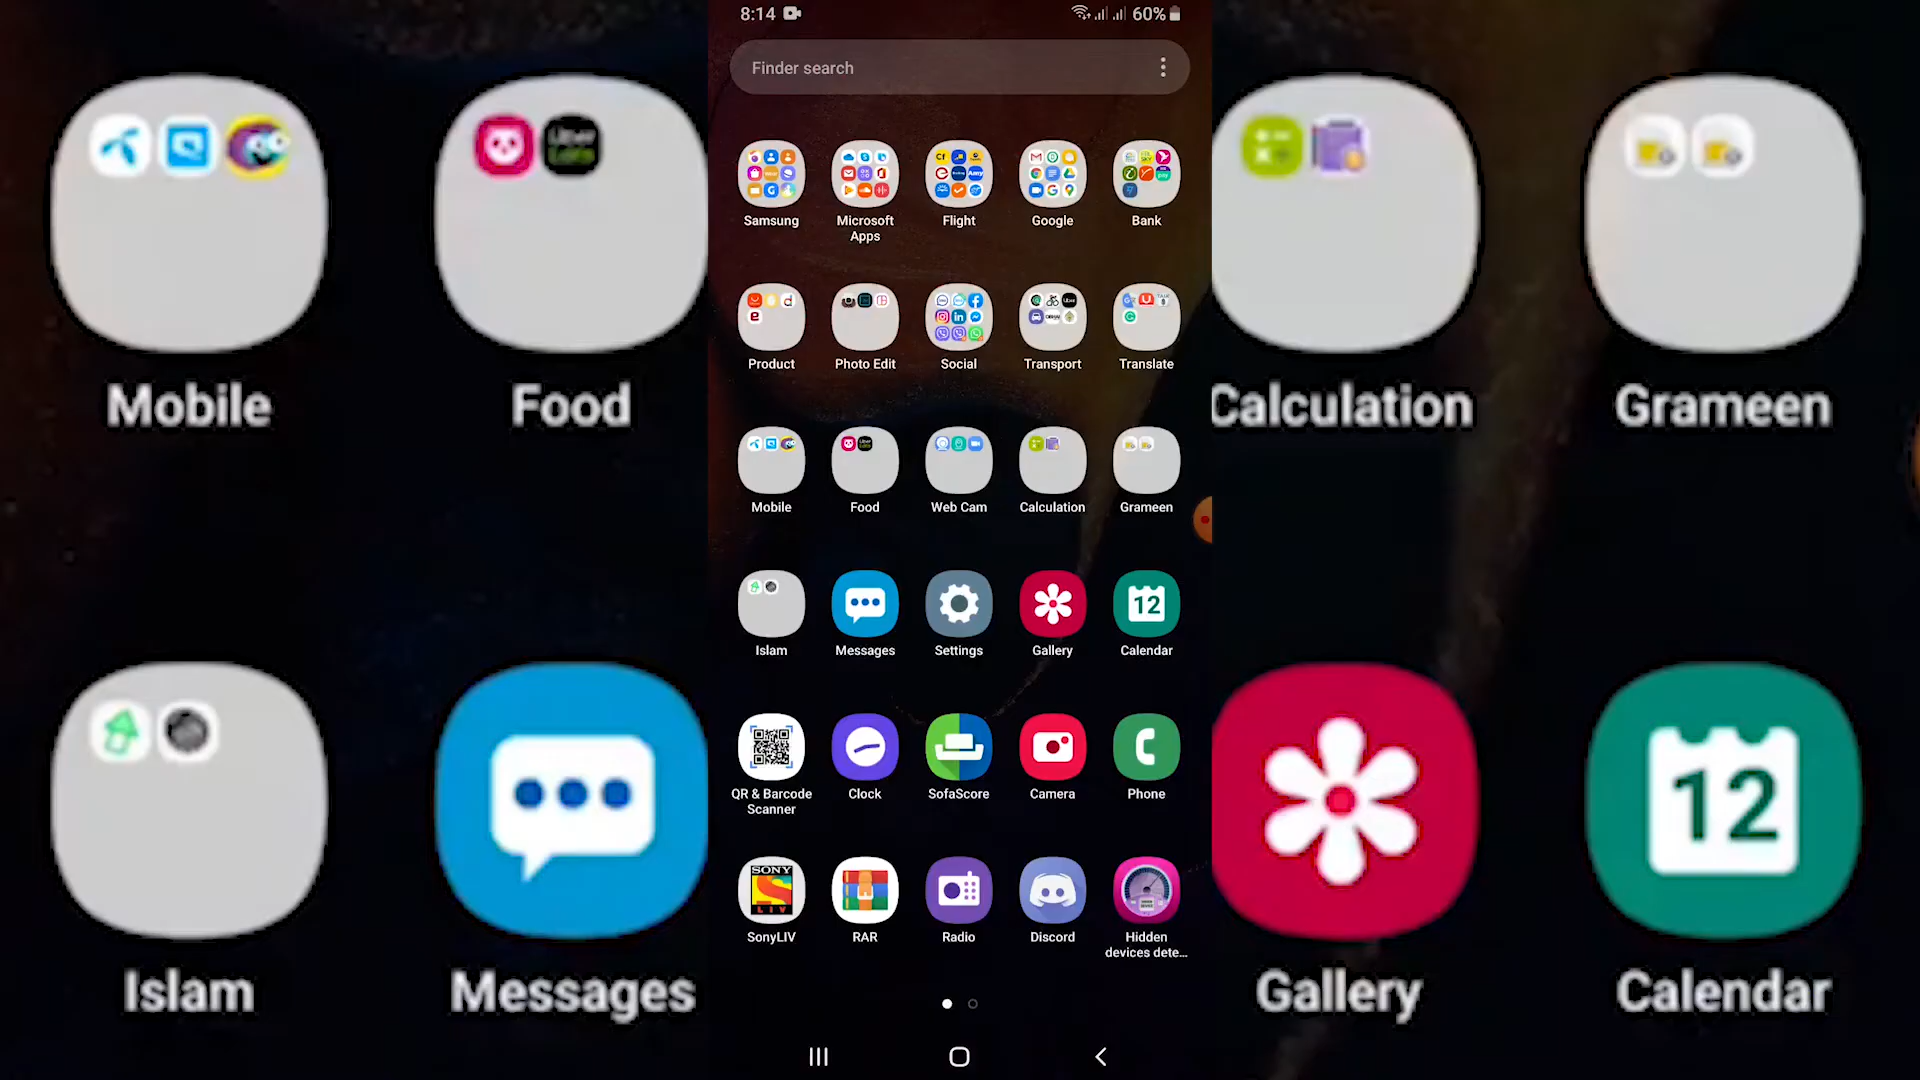 8:14 60%
Finder search
Samsung Microsoft Apps Flight Google Bank
Product Photo Edit Social Transport Translate
Mobile Food Web Cam Calculation Grameen
Islam Messages Settings Gallery Calendar
12
QR & Barcode Scanner Clock SofaScore Camera Phone
SONY
LIV
SonyLIV RAR Radio Discord Hidden devices dete...
Mobile Food Calculation Grameen
12
Islam Messages Gallery Calendar